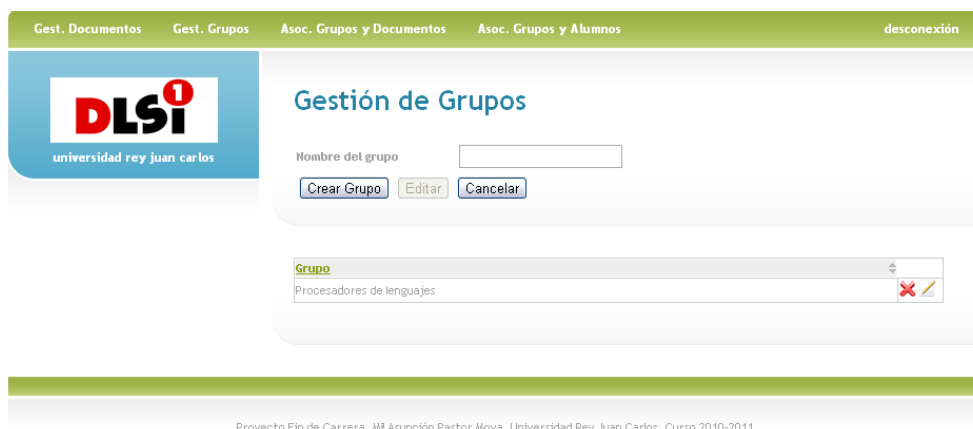 Gest. Documentos Gest. Grupos Asoc. Grupos y Documentos Asoc. Grupos y Alumnos desconexión
DLSi 1
universidad rey juan carlos
Gestión de Grupos
Nombre del grupo
Crear Grupo Editar Cancelar
Grupo
Procesadores de lenguajes
Proyecto Fin de Carrera. Mª Asunción Pastor Moya. Universidad Rey Juan Carlos. Curso 2010-2011